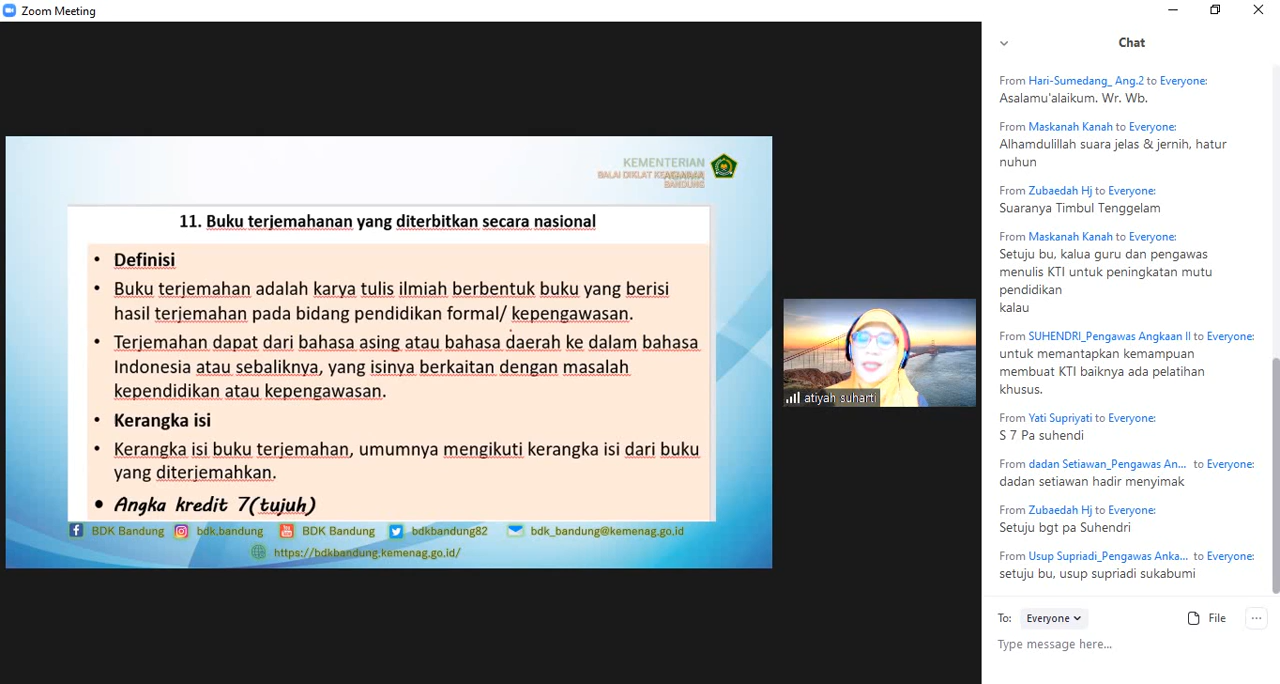 Zoom Meeting
KEMENTERIAN
BALAI DIKLAT KEAGAMAAN
BANDUNG
11. Buku terjemahanan yang diterbitkan secara nasional
• Definisi
• Buku terjemahan adalah karya tulis ilmiah berbentuk buku yang berisi
hasil terjemahan pada bidang pendidikan formal/ kepengawasan.
• Terjemahan dapat dari bahasa asing atau bahasa daerah ke dalam bahasa
Indonesia atau sebaliknya, yang isinya berkaitan dengan masalah
kependidikan atau kepengawasan.
• Kerangka isi
• Kerangka isi buku terjemahan, umumnya mengikuti kerangka isi dari buku
yang diterjemahkan.
• Angka kredit 7(tujuh)
BDK Bandung bdk.bandung BDK Bandung bdkbandung82 bdk_bandung@kemenag.go.id
https://bdkbandung.kemenag.go.id/
atiyah suharti
Chat
From Hari-Sumedang_ Ang.2 to Everyone:
Asalamu'alaikum. Wr. Wb.
From Maskanah Kanah to Everyone:
Alhamdulillah suara jelas & jernih, hatur
nuhun
From Zubaedah Hj to Everyone:
Suaranya Timbul Tenggelam
From Maskanah Kanah to Everyone:
Setuju bu, kalua guru dan pengawas
menulis KTI untuk peningkatan mutu
pendidikan
kalau
From SUHENDRI_Pengawas Angkaan II to Everyone:
untuk memantapkan kemampuan
membuat KTI baiknya ada pelatihan
khusus.
From Yati Supriyati to Everyone:
S 7 Pa suhendi
From dadan Setiawan_Pengawas An... to Everyone:
dadan setiawan hadir menyimak
From Zubaedah Hj to Everyone:
Setuju bgt pa Suhendri
From Usup Supriadi_Pengawas Anka... to Everyone:
setuju bu, usup supriadi sukabumi
To: Everyone File ...
Type message here...